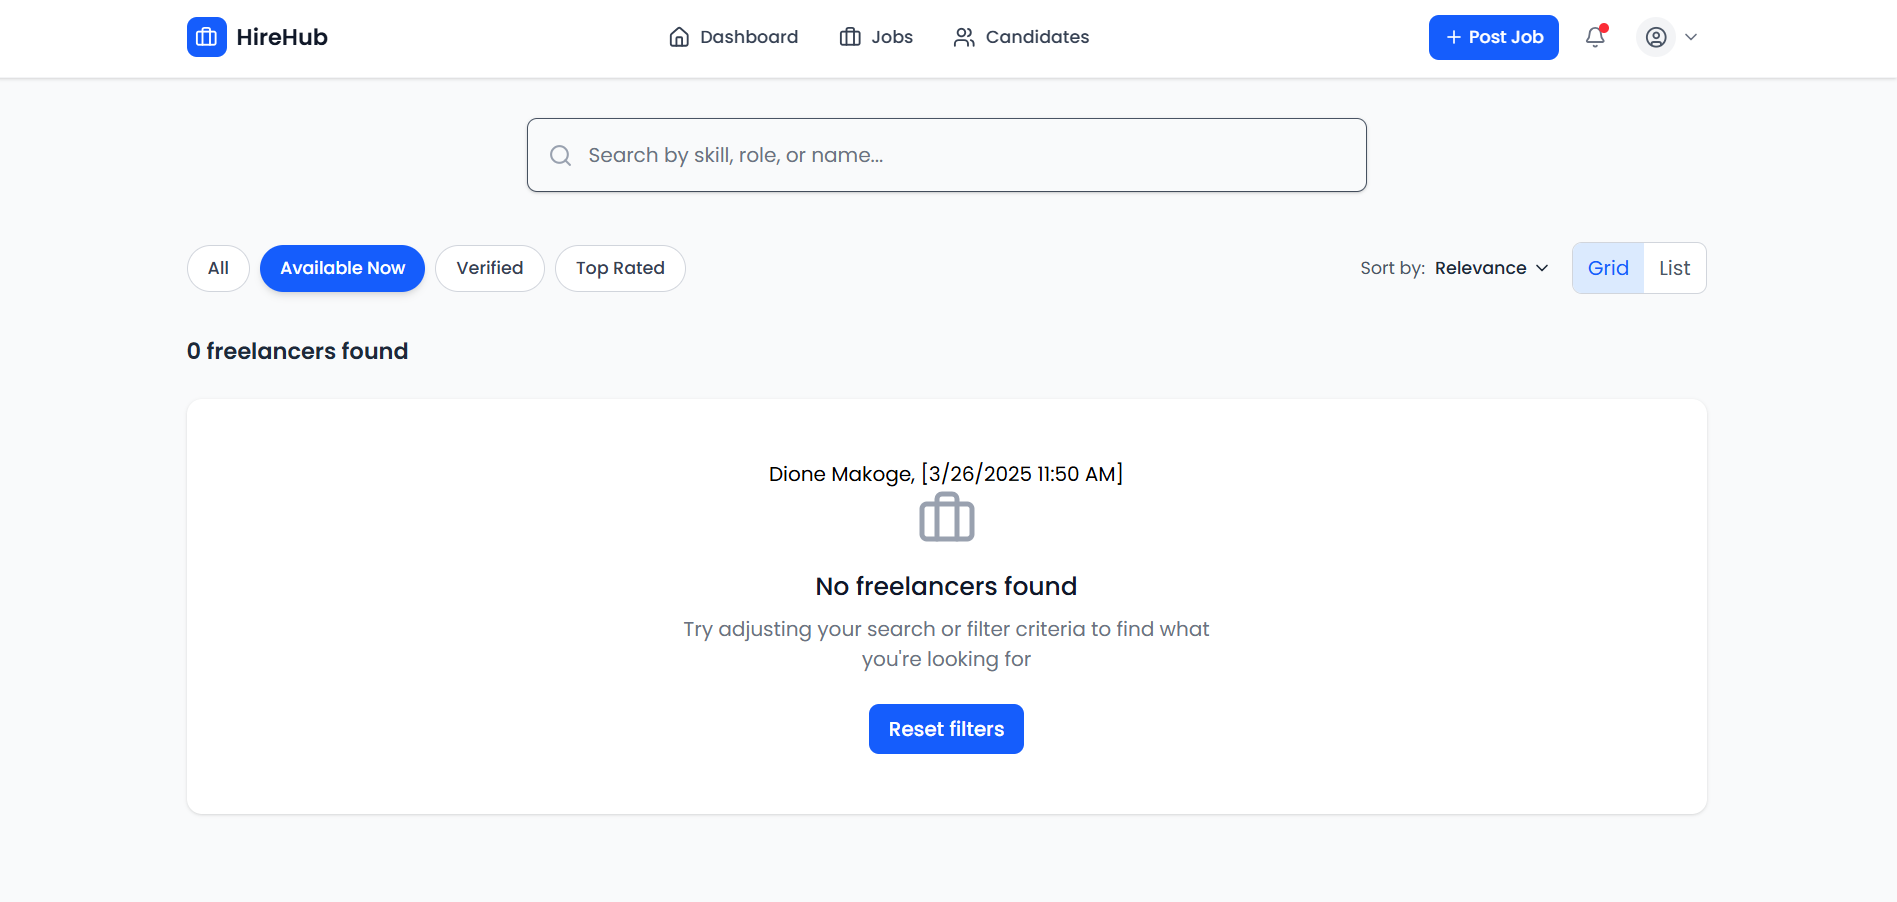 HireHub
Dashboard
Jobs
Candidates
+ Post Job
Search by skill, role, or name...
All
Available Now
Verified
Top Rated
Sort by: Relevance
Grid
List
0 freelancers found
Dione Makoge, [3/26/2025 11:50 AM]
No freelancers found
Try adjusting your search or filter criteria to find what
you're looking for
Reset filters